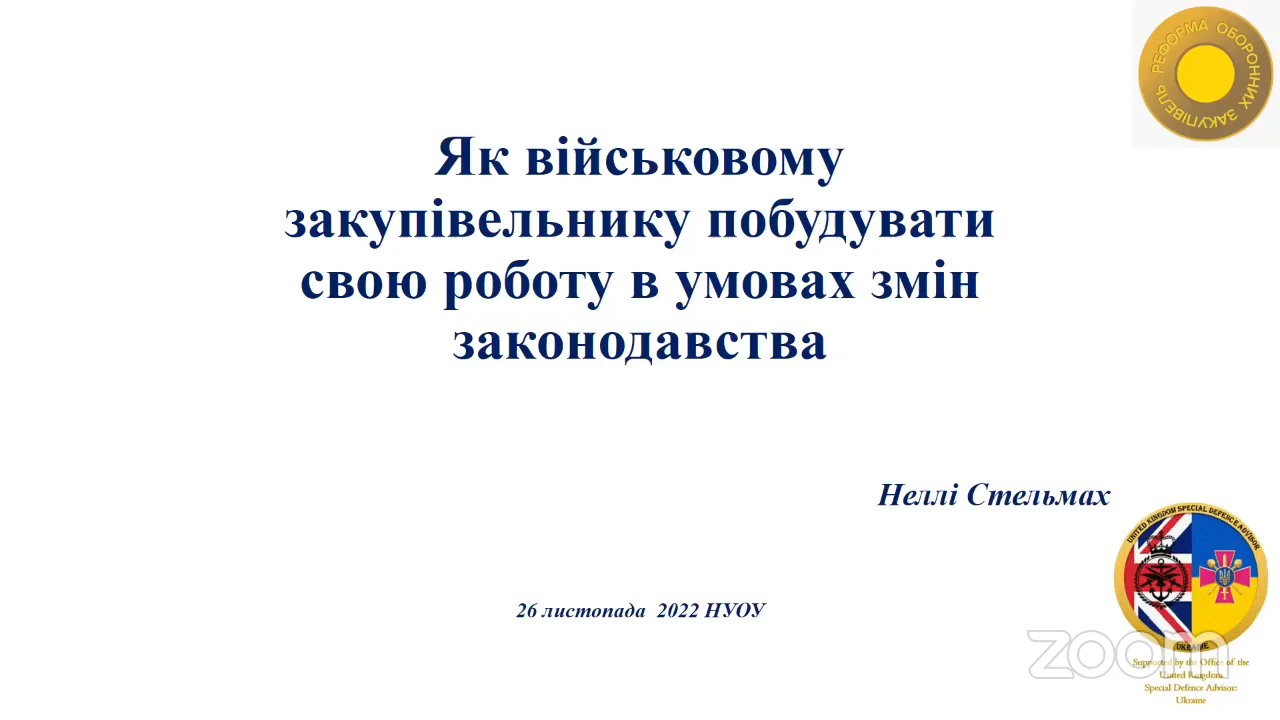 РЕФОРМА ОБОРОННИХ ЗАКУПІВЕЛЬ
Як військовому
закупівельнику побудувати
свою роботу в умовах змін
законодавства
Неллі Стельмах
UNITED KINGDOM SPECIAL DEFENCE ADVISOR
UKRAINE
26 листопада 2022 НУОУ
zoom
Supported by the Office of the
United Kingdom
Special Defence Advisor:
Ukraine